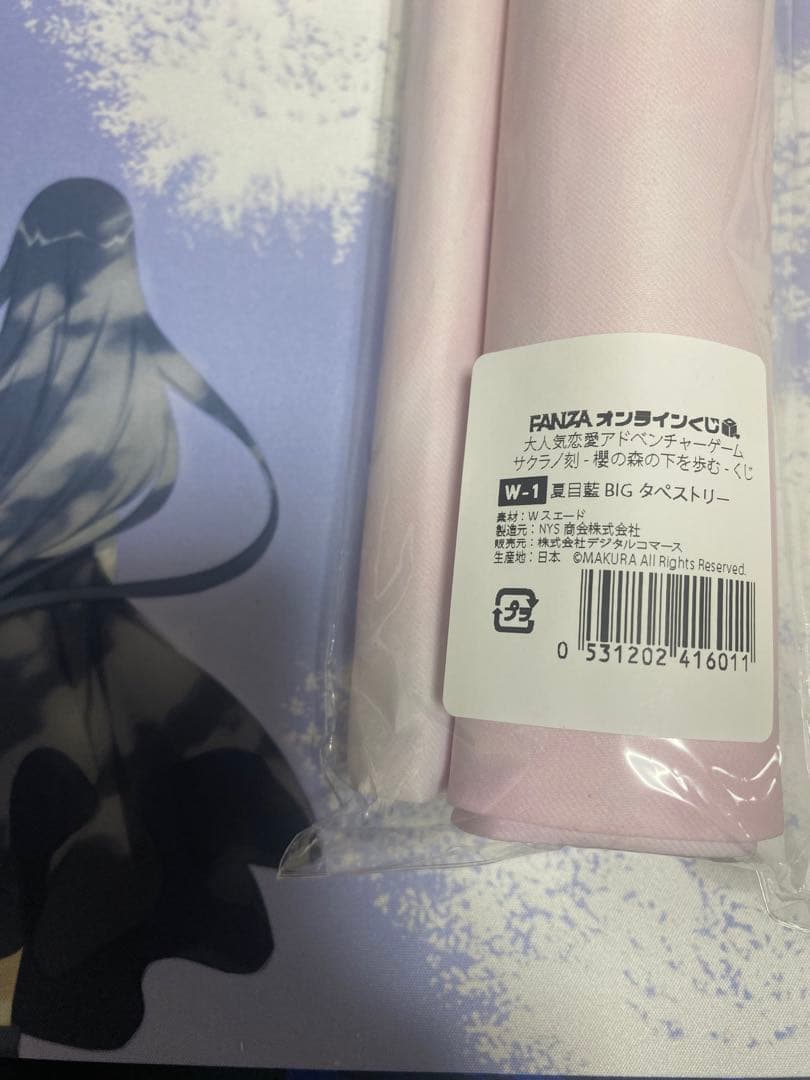 FANZA オンラインくじ
大人気恋愛アドベンチャーゲーム
サクラノ刻 - 櫻の森の下を歩む - くじ
W-1 夏目藍 BIG タペストリー
素材：Wスエード
製造元：NYS 商会株式会社
販売元：株式会社デジタルコマース
生産地：日本 ©MAKURA All Rights Reserved.
プラ
0 531202 416011